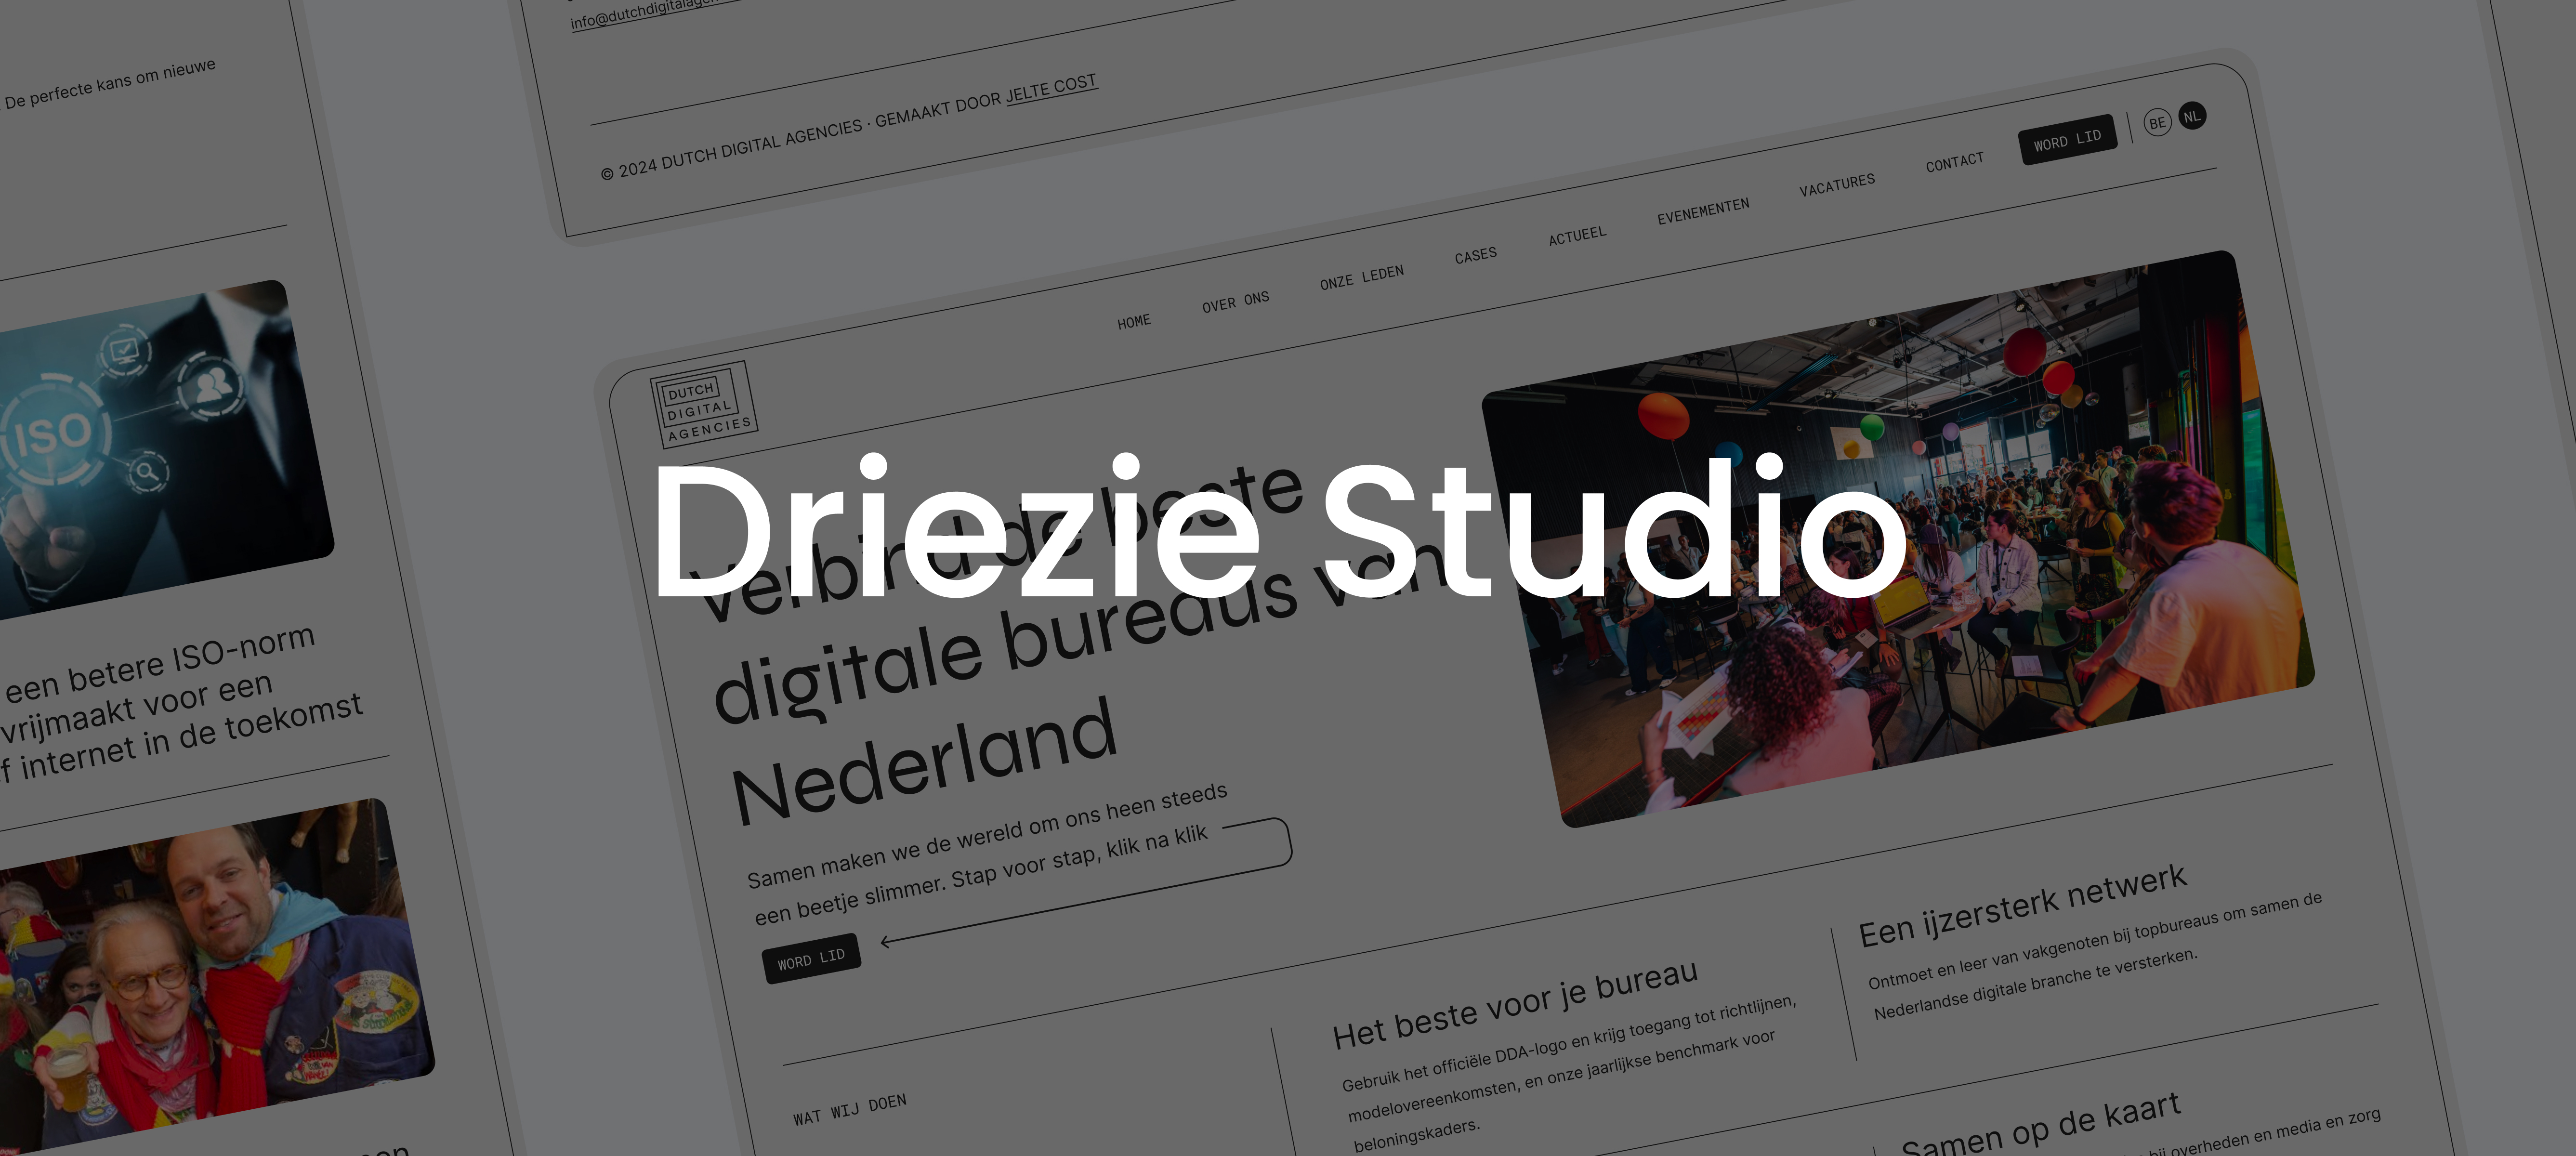 Driezie Studio
De perfecte kans om nieuwe
ISO
een betere ISO-norm
vrijmaakt voor een
internet in de toekomst
© 2024 DUTCH DIGITAL AGENCIES · GEMAAKT DOOR JELTE COST
HOME OVER ONS ONZE LEDEN CASES ACTUEEL EVENEMENTEN VACATURES CONTACT WORD LID BE NL
DUTCH
DIGITAL
AGENCIES
Verbind de beste
digitale bureaus van
Nederland
Samen maken we de wereld om ons heen steeds
een beetje slimmer. Stap voor stap, klik na klik
WORD LID
WAT WIJ DOEN
Het beste voor je bureau
Gebruik het officiële DDA-logo en krijg toegang tot richtlijnen,
modelovereenkomsten, en onze jaarlijkse benchmark voor
beloningskaders.
Een ijzersterk netwerk
Ontmoet en leer van vakgenoten bij topbureaus om samen de
Nederlandse digitale branche te versterken.
Samen op de kaart
bij overheden en media en zorg